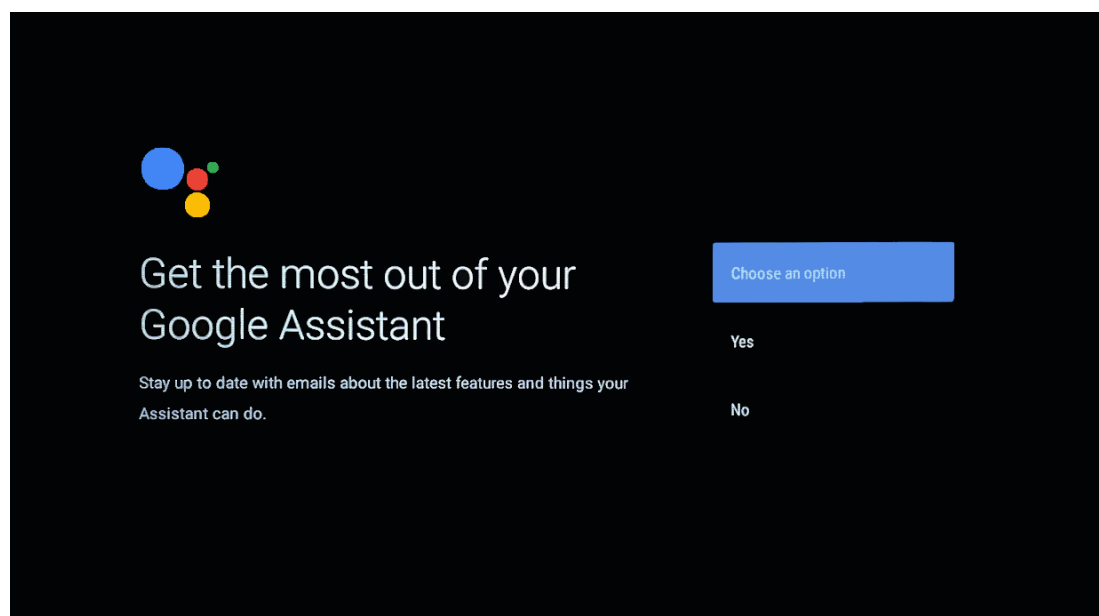 Get the most out of your
Google Assistant
Stay up to date with emails about the latest features and things your
Assistant can do.
Choose an option
Yes
No